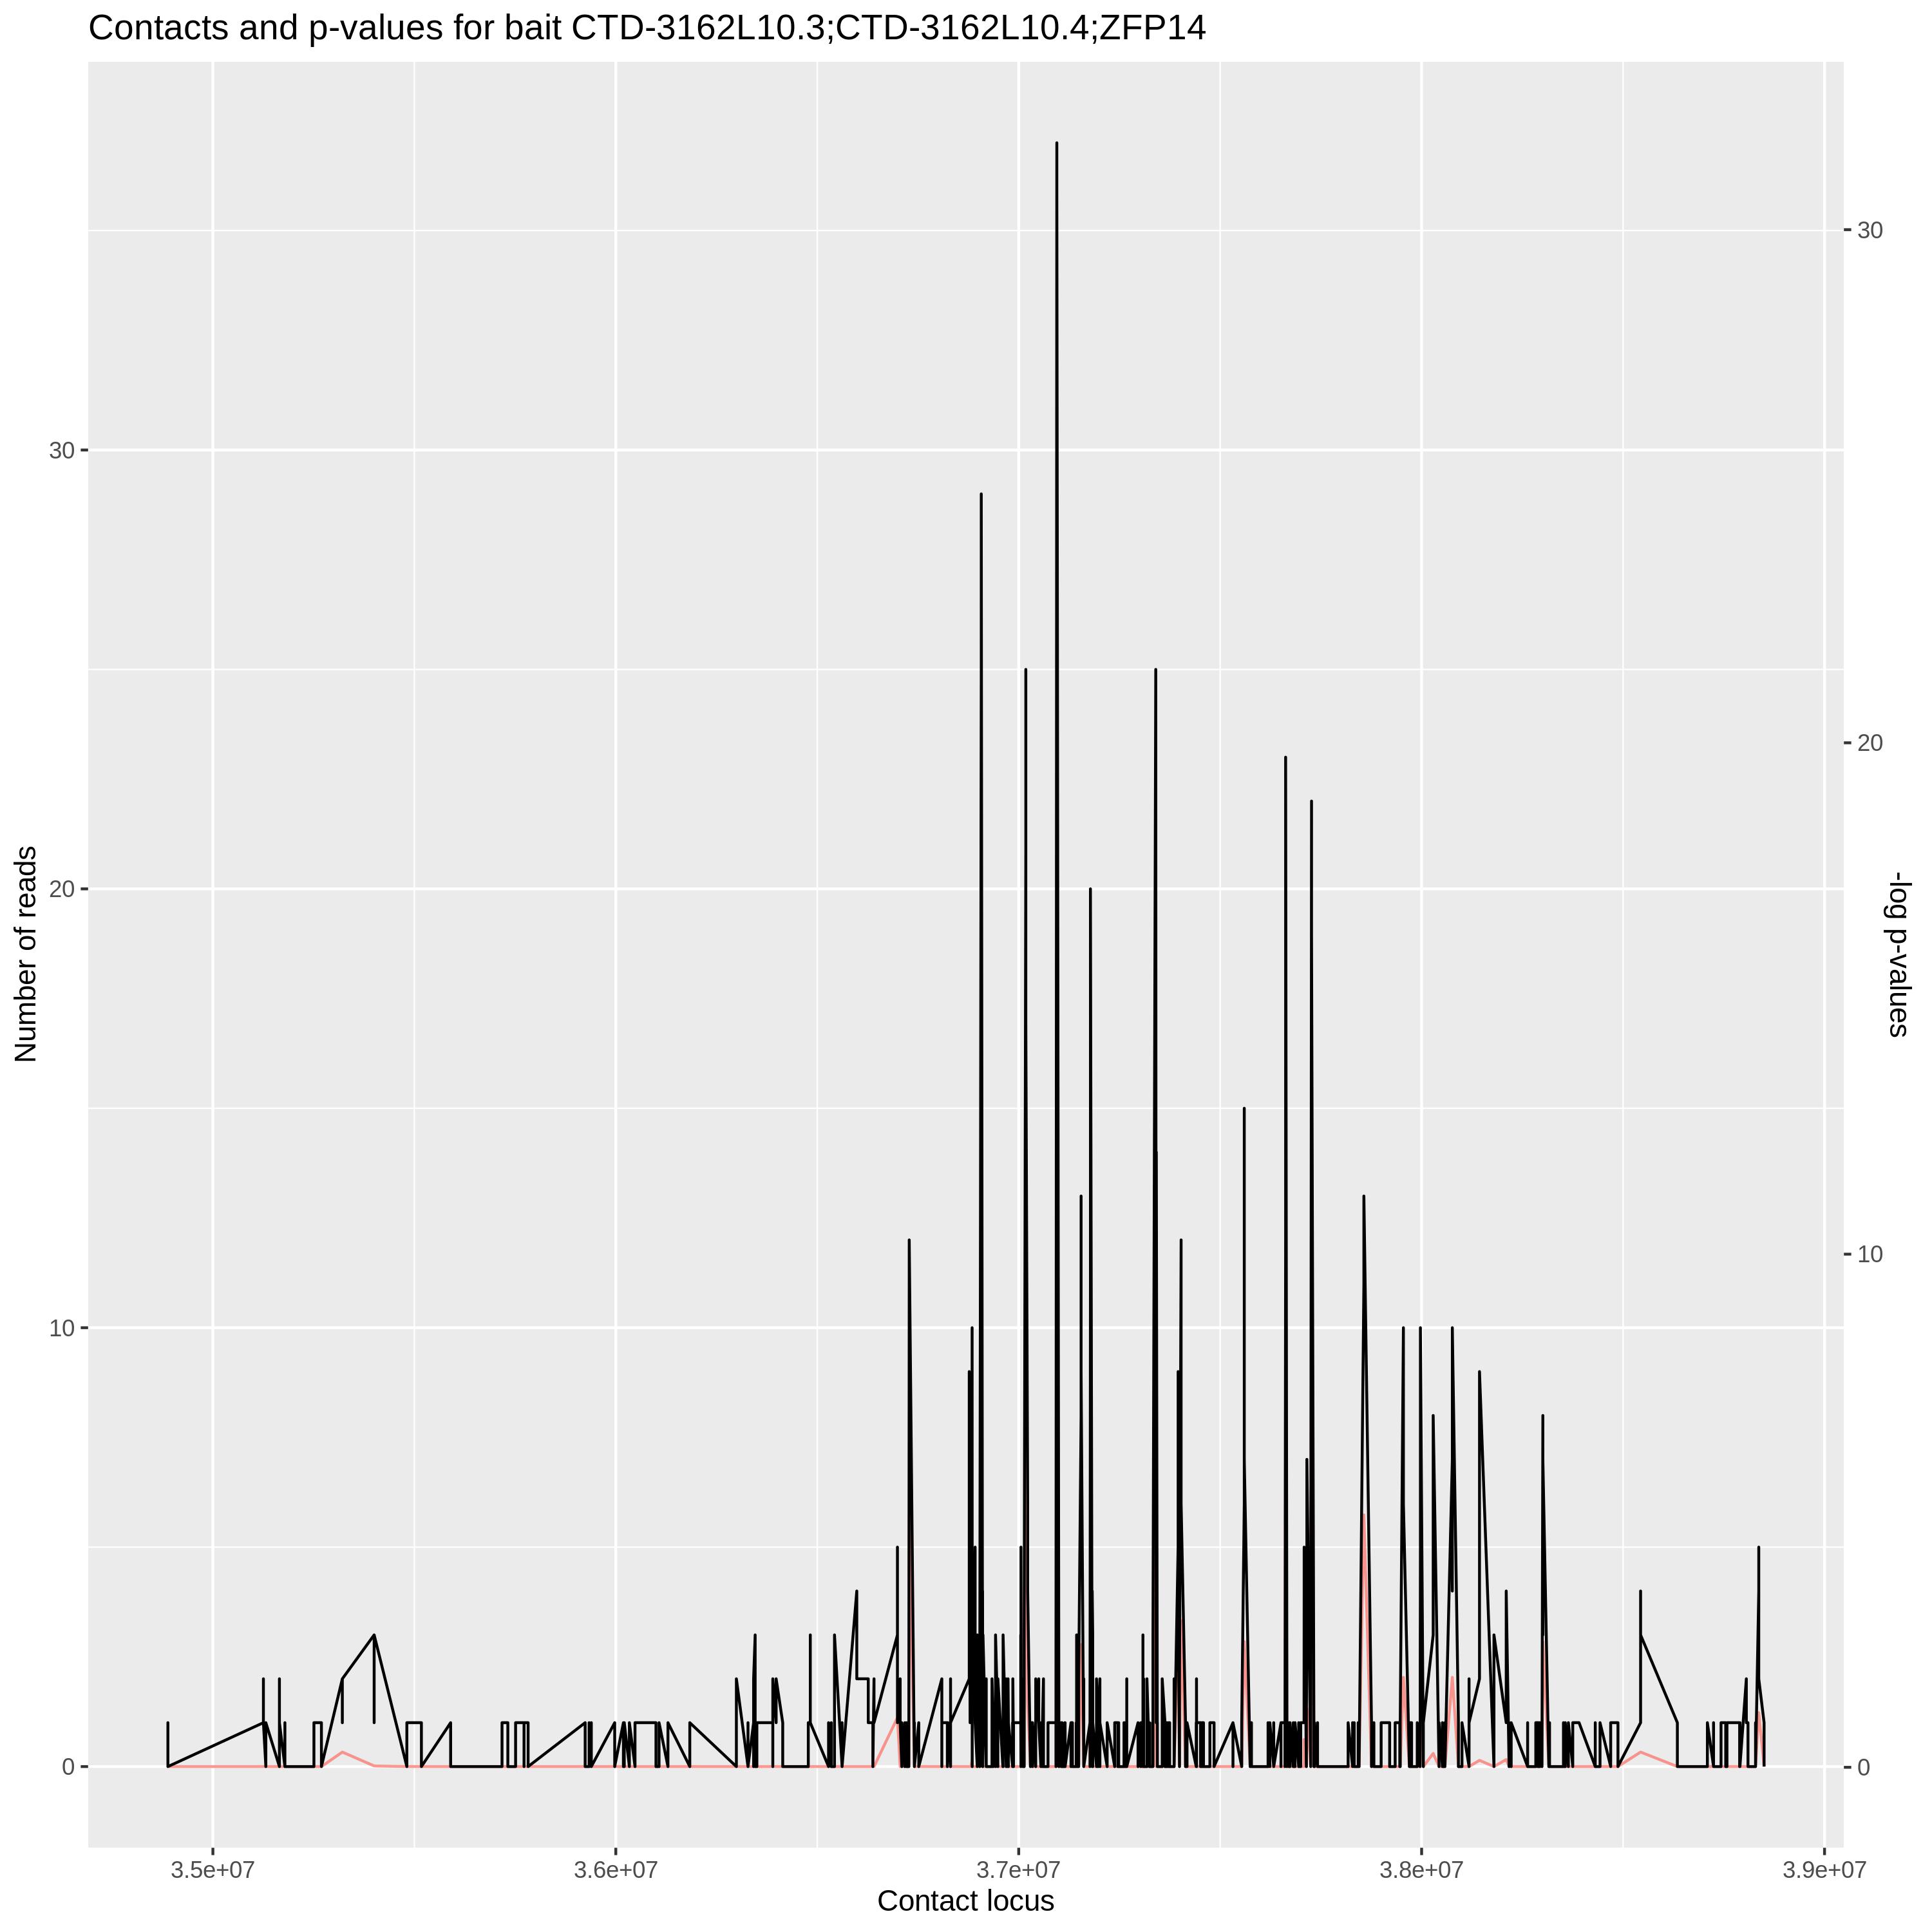 Contacts and p-values for bait CTD-3162L10.3;CTD-3162L10.4;ZFP14
30
20
10
0
Number of reads
30
20
10
0
-log p-values
3.5e+07 3.6e+07 3.7e+07 3.8e+07 3.9e+07
Contact locus